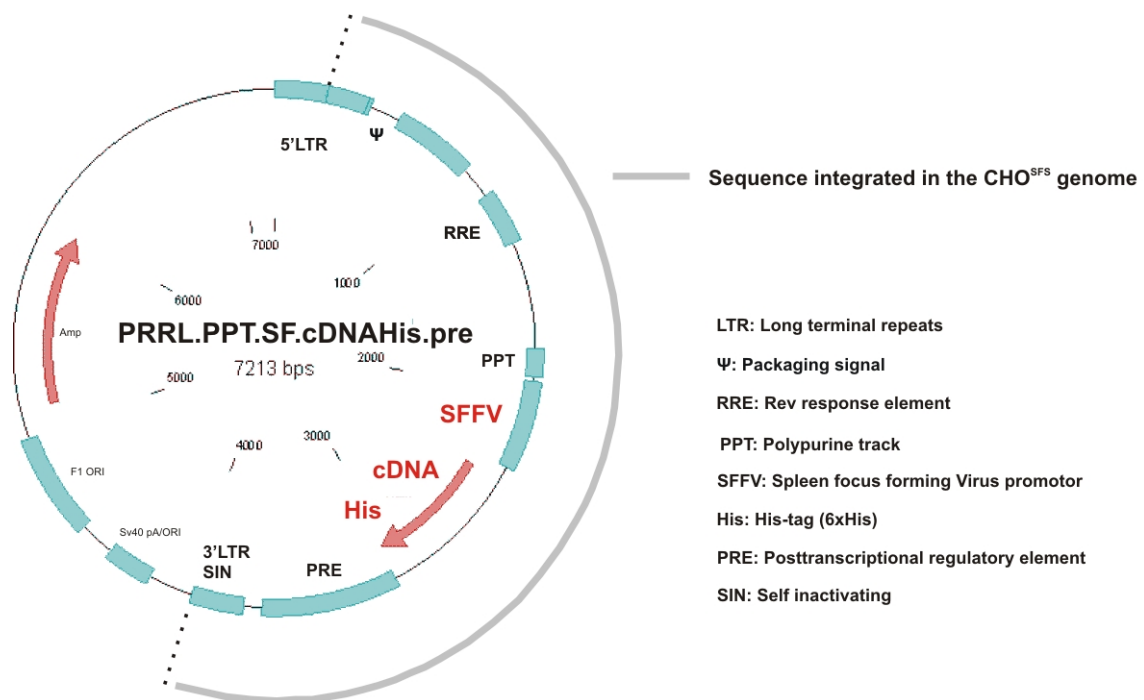 5'LTR
Ψ
RRE
PPT
SFFV
cDNA
His
PRE
3'LTR
SIN
Sv40 pA/ORI
F1 ORI
Amp
7000
1000
2000
3000
4000
5000
6000
PRRL.PPT.SF.cDNAHis.pre
7213 bps
Sequence integrated in the CHO^SFS genome
LTR: Long terminal repeats
Ψ: Packaging signal
RRE: Rev response element
PPT: Polypurine track
SFFV: Spleen focus forming Virus promotor
His: His-tag (6xHis)
PRE: Posttranscriptional regulatory element
SIN: Self inactivating